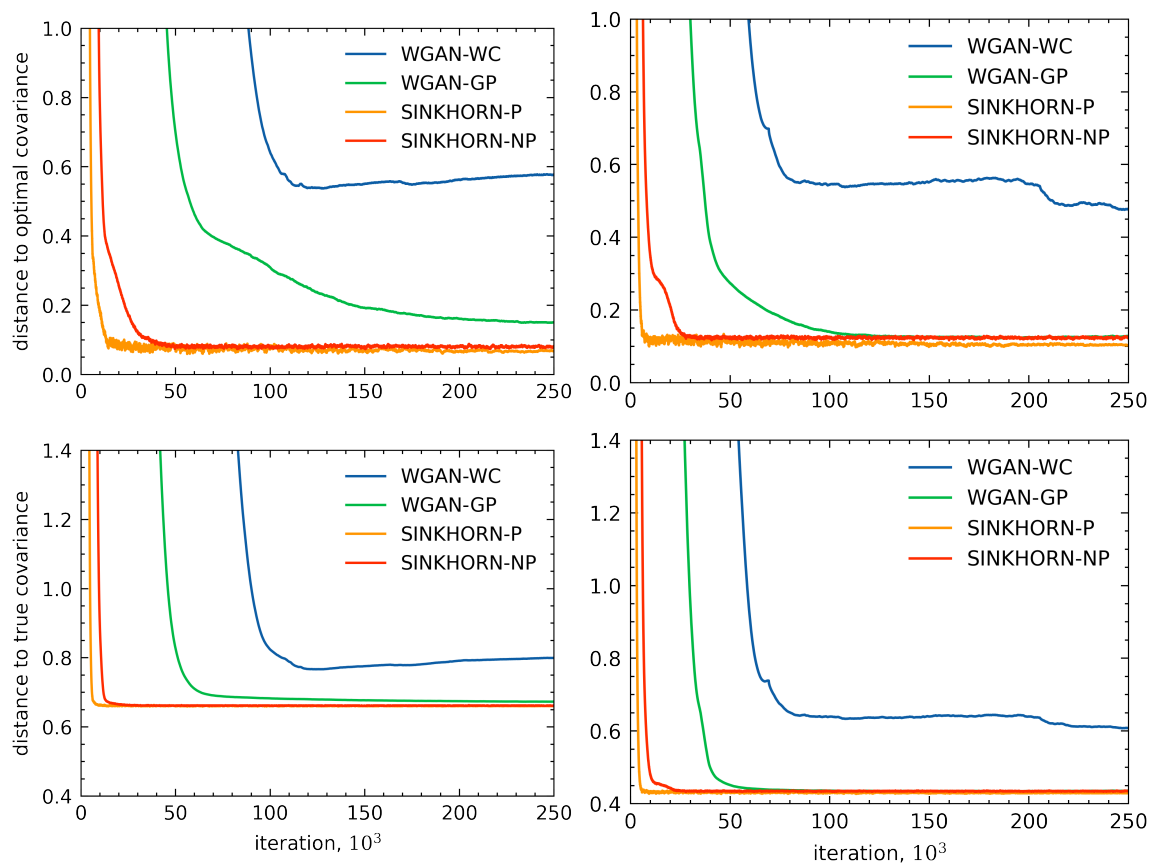 distance to optimal covariance
1.0
0.8
0.6
0.4
0.2
0.0
0
50
100
150
200
250
WGAN-WC
WGAN-GP
SINKHORN-P
SINKHORN-NP
1.0
0.8
0.6
0.4
0.2
0.0
0
50
100
150
200
250
WGAN-WC
WGAN-GP
SINKHORN-P
SINKHORN-NP
distance to true covariance
1.4
1.2
1.0
0.8
0.6
0.4
0
50
100
150
200
250
WGAN-WC
WGAN-GP
SINKHORN-P
SINKHORN-NP
iteration, 10³
1.4
1.2
1.0
0.8
0.6
0.4
0
50
100
150
200
250
WGAN-WC
WGAN-GP
SINKHORN-P
SINKHORN-NP
iteration, 10³